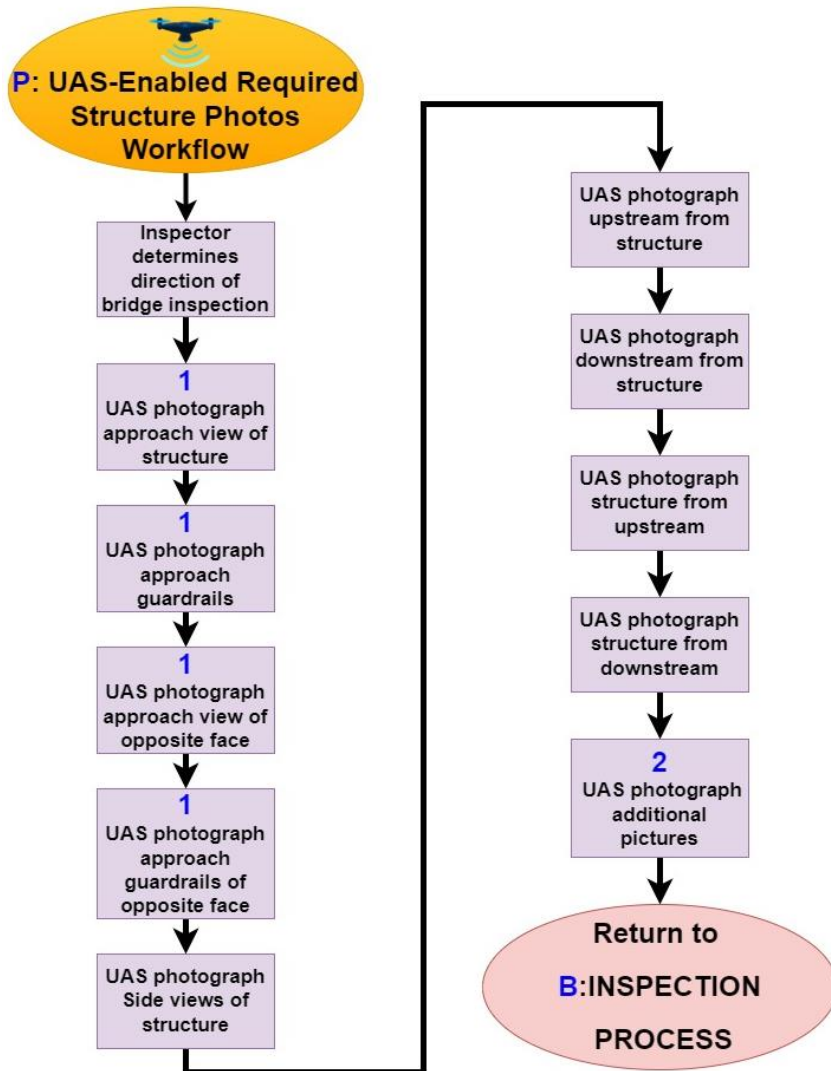 P: UAS-Enabled Required
Structure Photos
Workflow
Inspector
determines
direction of
bridge inspection
1
UAS photograph
approach view of
structure
1
UAS photograph
approach
guardrails
1
UAS photograph
approach view of
opposite face
1
UAS photograph
approach
guardrails of
opposite face
UAS photograph
Side views of
structure
UAS photograph
upstream from
structure
UAS photograph
downstream from
structure
UAS photograph
structure from
upstream
UAS photograph
structure from
downstream
2
UAS photograph
additional
pictures
Return to
B:INSPECTION
PROCESS